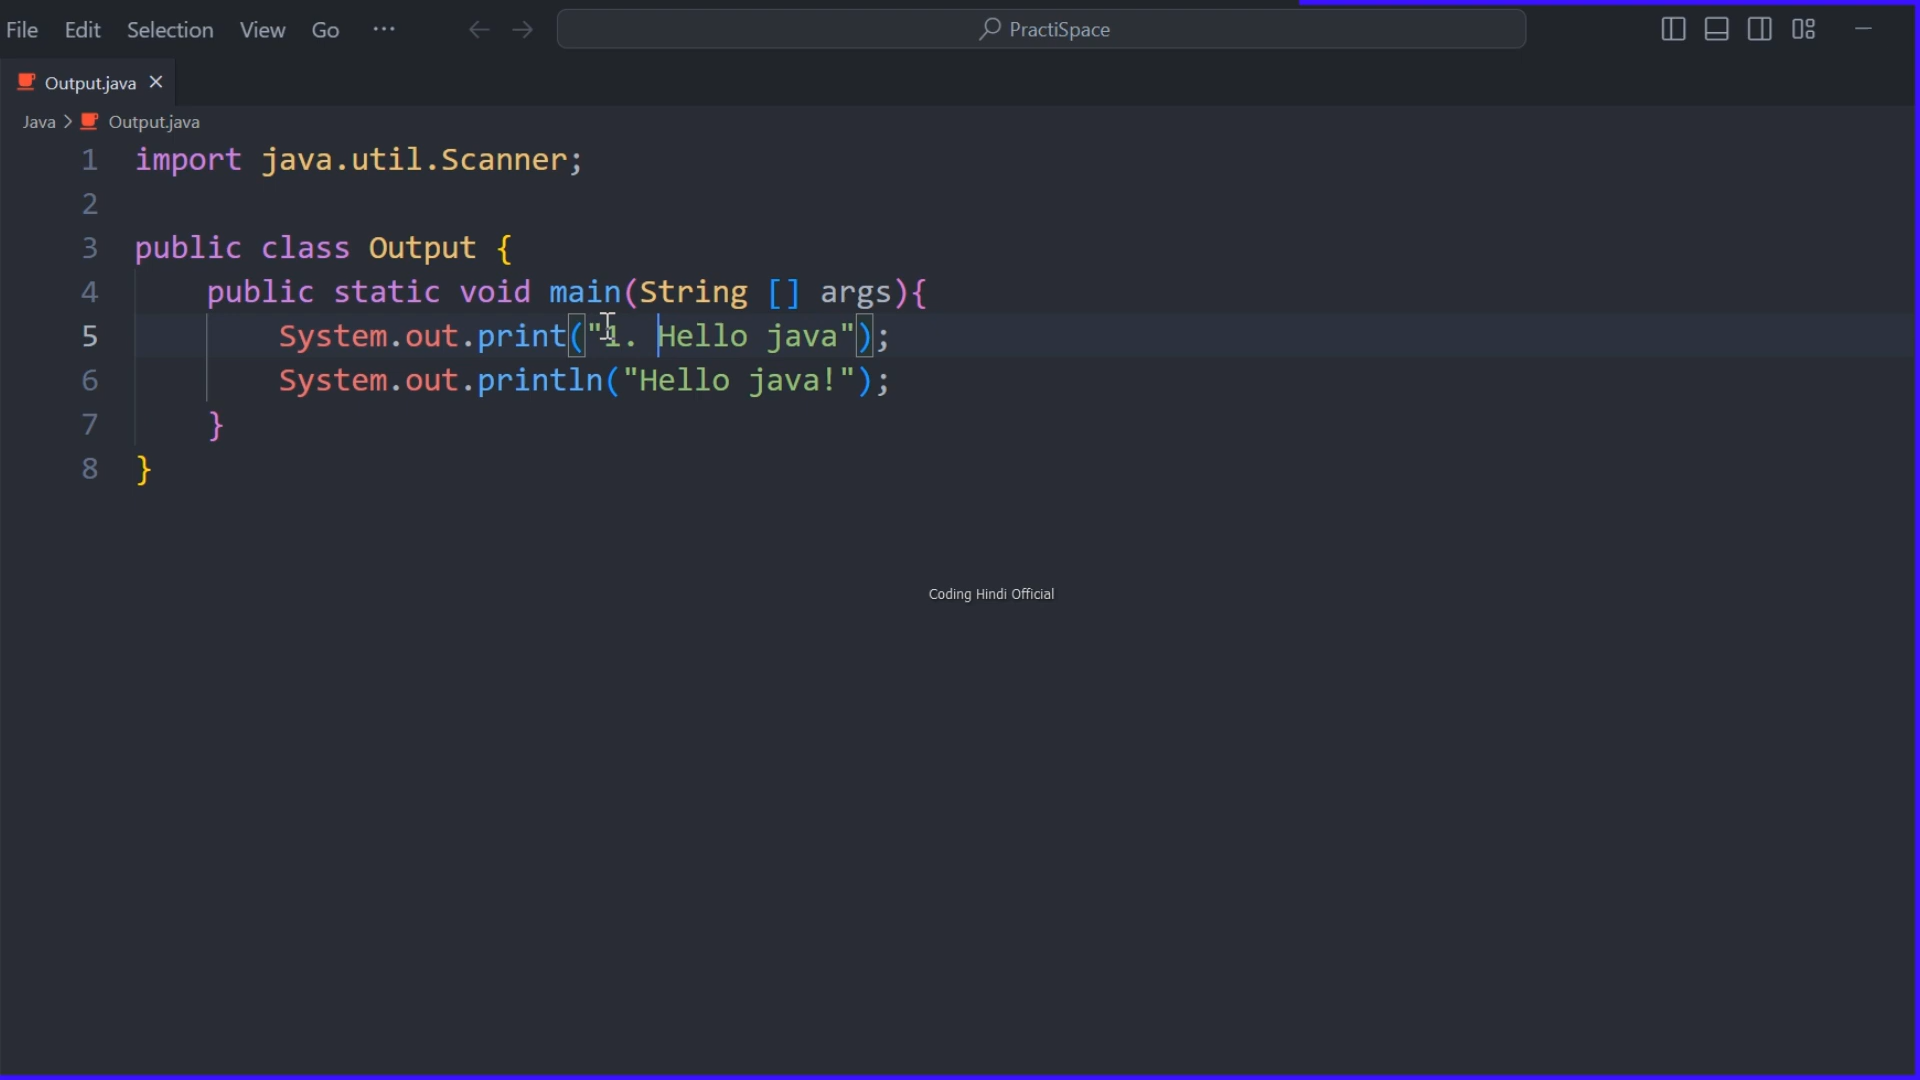 File Edit Selection View Go ··· PractiSpace
Output.java
Java > Output.java
1 import java.util.Scanner;
2
3 public class Output {
4 public static void main(String [] args){
5 System.out.print("1. Hello java");
6 System.out.println("Hello java!");
7 }
8 }
Coding Hindi Official